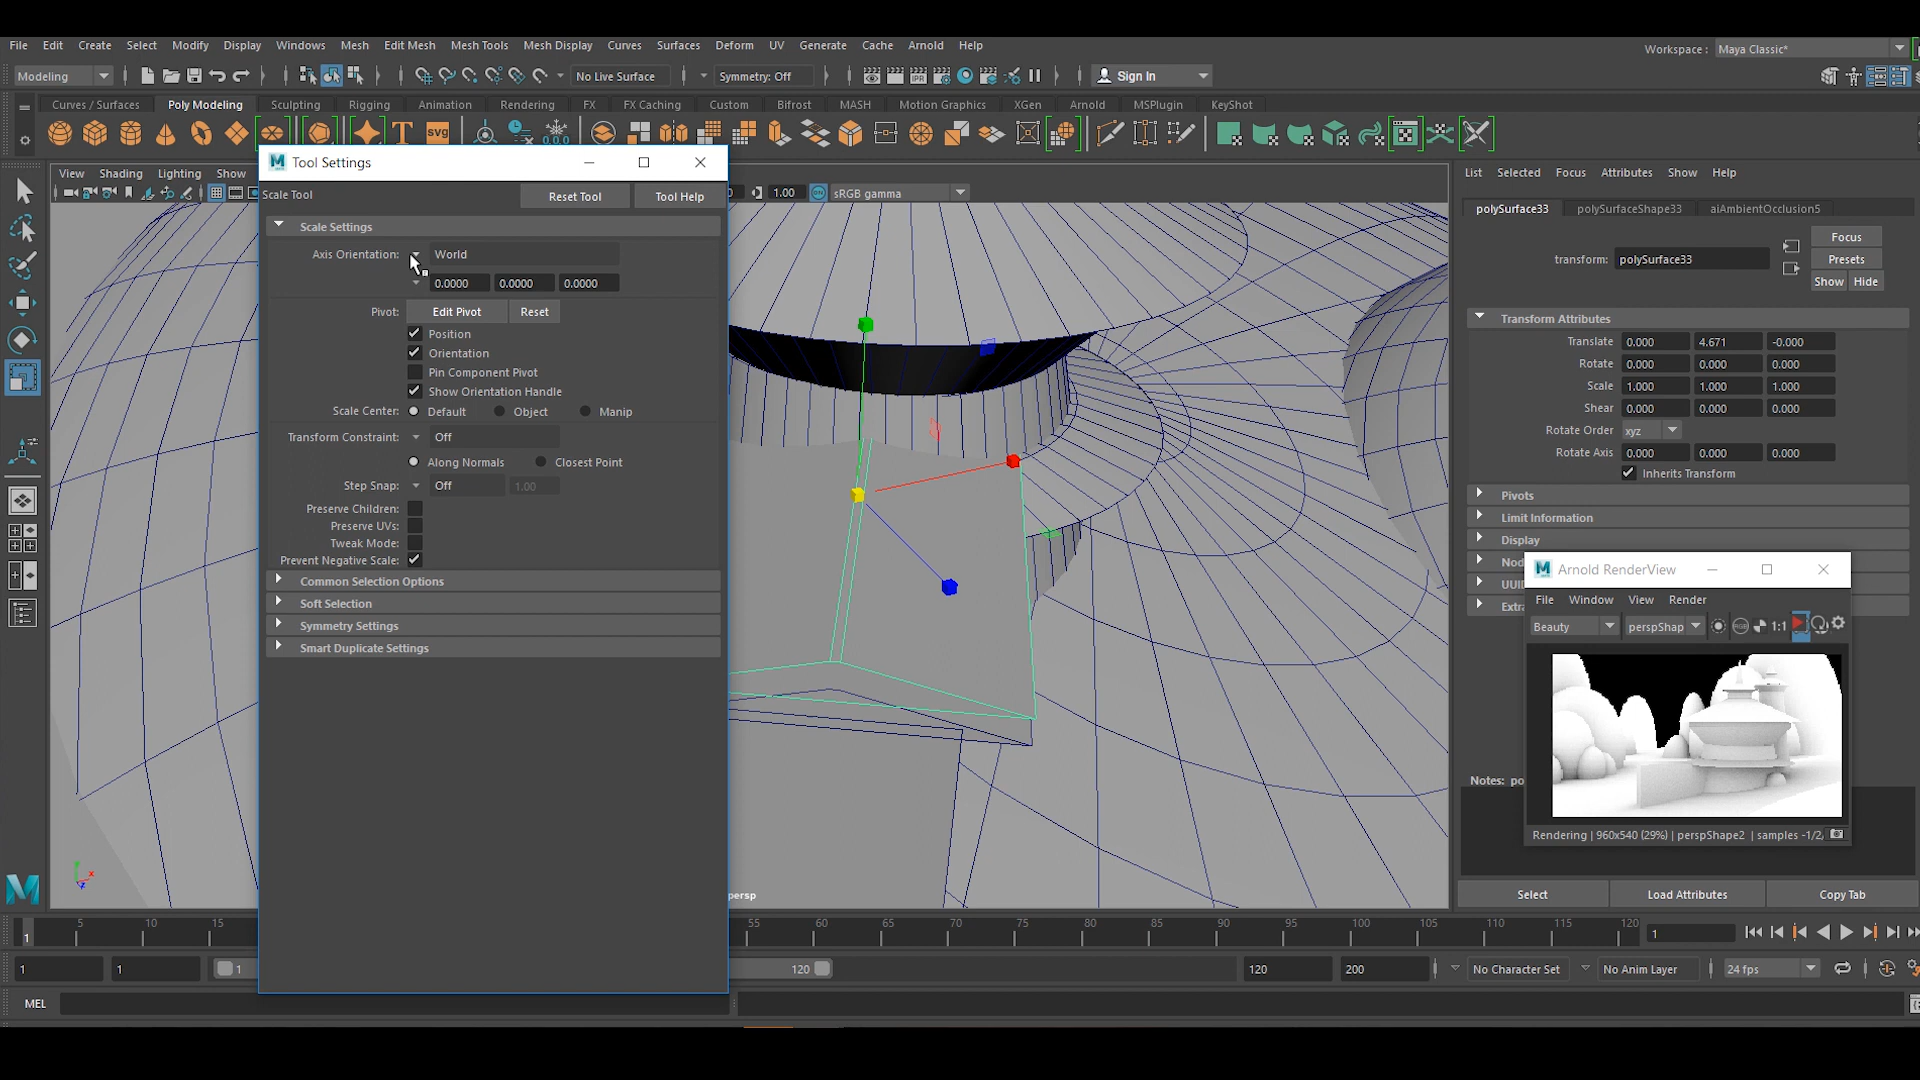 File Edit Create Select Modify Display Windows Mesh Edit Mesh Mesh Tools Mesh Display Curves Surfaces Deform UV Generate Cache Arnold Help
Workspace : Maya Classic*
Modeling No Live Surface Symmetry: Off Sign In
Curves / Surfaces Poly Modeling Sculpting Rigging Animation Rendering FX FX Caching Custom Bifrost MASH Motion Graphics XGen Arnold MSPlugin KeyShot
T SVG 0,0,0
View Shading Lighting Show
1.00 sRGB gamma
Tool Settings
Scale Tool Reset Tool Tool Help
Scale Settings
Axis Orientation: World
0.0000 0.0000 0.0000
Pivot: Edit Pivot Reset
Position
Orientation
Pin Component Pivot
Show Orientation Handle
Scale Center: Default Object Manip
Transform Constraint: Off
Along Normals Closest Point
Step Snap: Off 1.00
Preserve Children:
Preserve UVs:
Tweak Mode:
Prevent Negative Scale:
Common Selection Options
Soft Selection
Symmetry Settings
Smart Duplicate Settings
persp
List Selected Focus Attributes Show Help
polySurface33 polySurfaceShape33 aiAmbientOcclusion5
Focus
transform: polySurface33 Presets
Show Hide
Transform Attributes
Translate 0.000 4.671 -0.000
Rotate 0.000 0.000 0.000
Scale 1.000 1.000 1.000
Shear 0.000 0.000 0.000
Rotate Order xyz
Rotate Axis 0.000 0.000 0.000
Inherits Transform
Pivots
Limit Information
Display
Nod
UUI
Extra
Arnold RenderView
File Window View Render
Beauty perspShap RGB 1:1
Notes: po
Rendering | 960x540 (29%) | perspShape2 | samples -1/2
Select Load Attributes Copy Tab
1 5 10 15 55 60 65 70 75 80 85 90 95 100 105 110 115 120 1
1 1 1 120 120 200 No Character Set No Anim Layer 24 fps
MEL